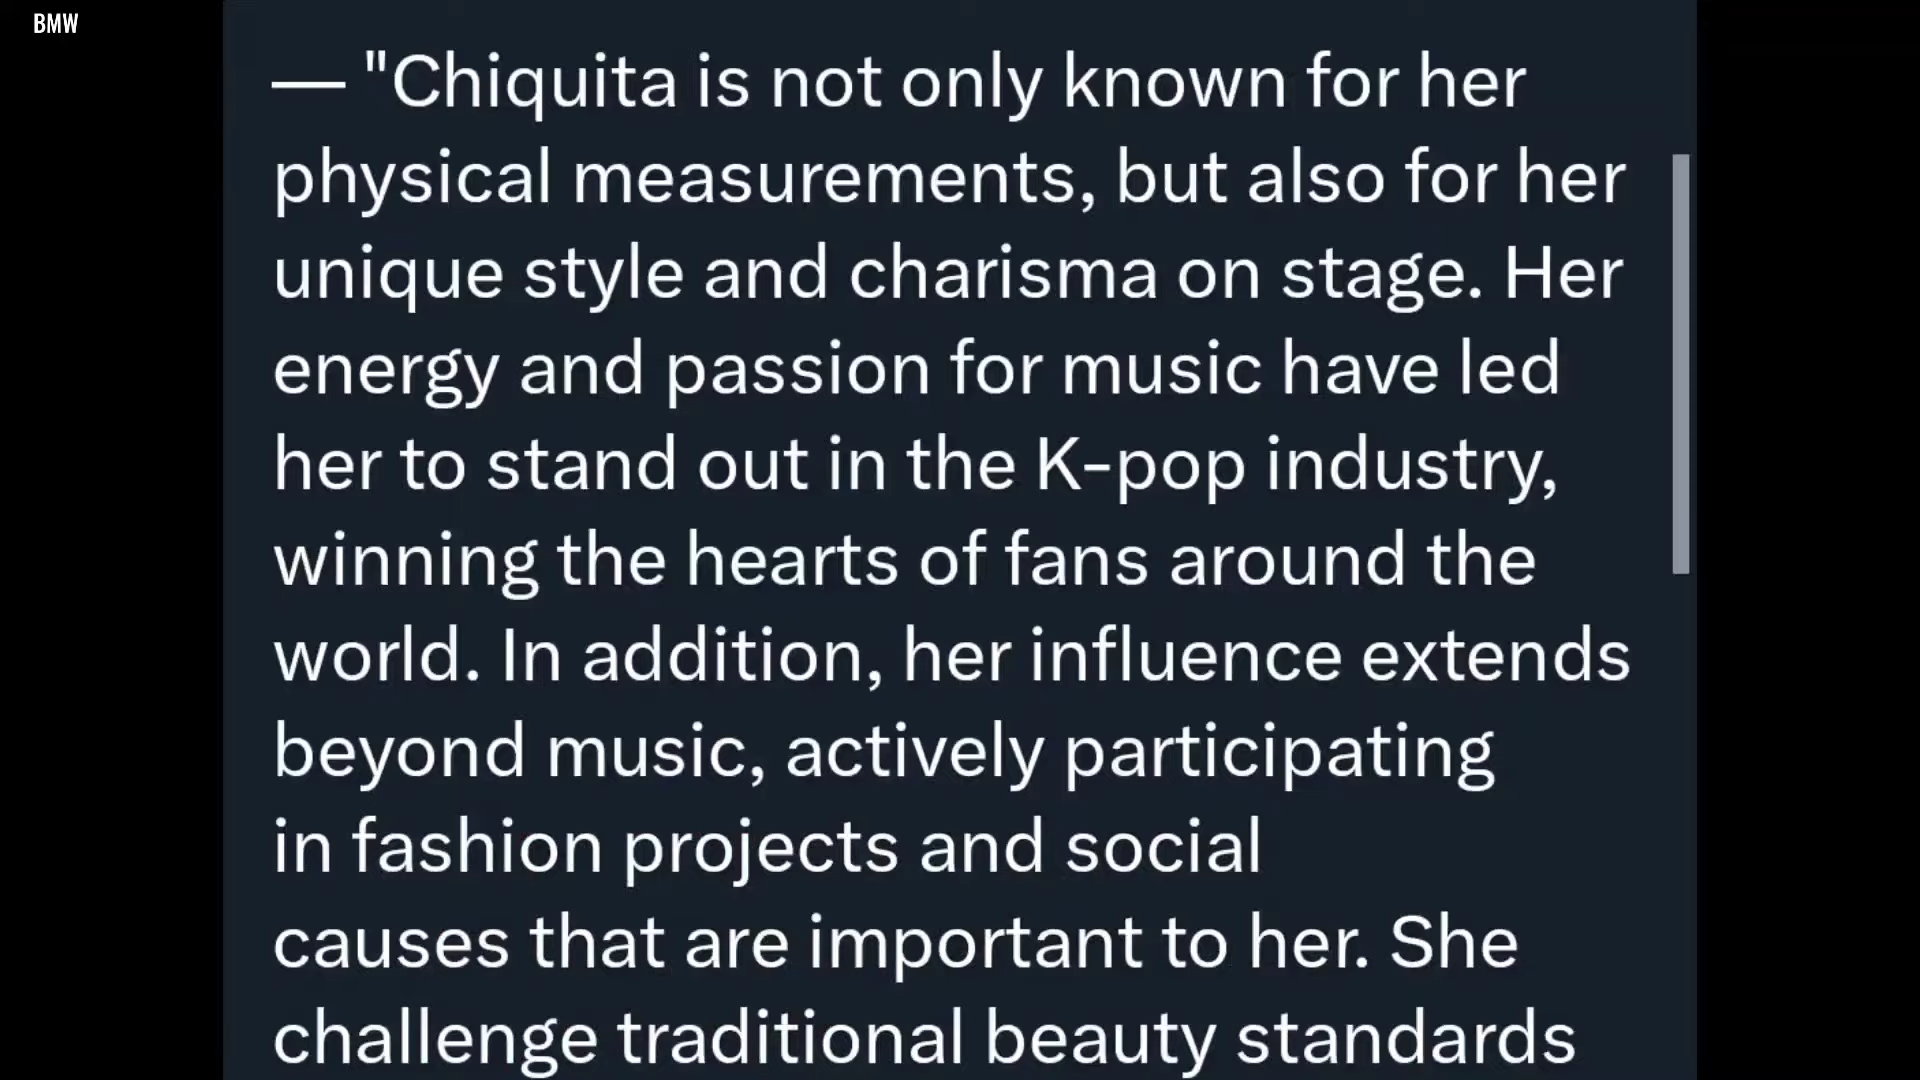 BMW
— "Chiquita is not only known for her
physical measurements, but also for her
unique style and charisma on stage. Her
energy and passion for music have led
her to stand out in the K-pop industry,
winning the hearts of fans around the
world. In addition, her influence extends
beyond music, actively participating
in fashion projects and social
causes that are important to her. She
challenge traditional beauty standards